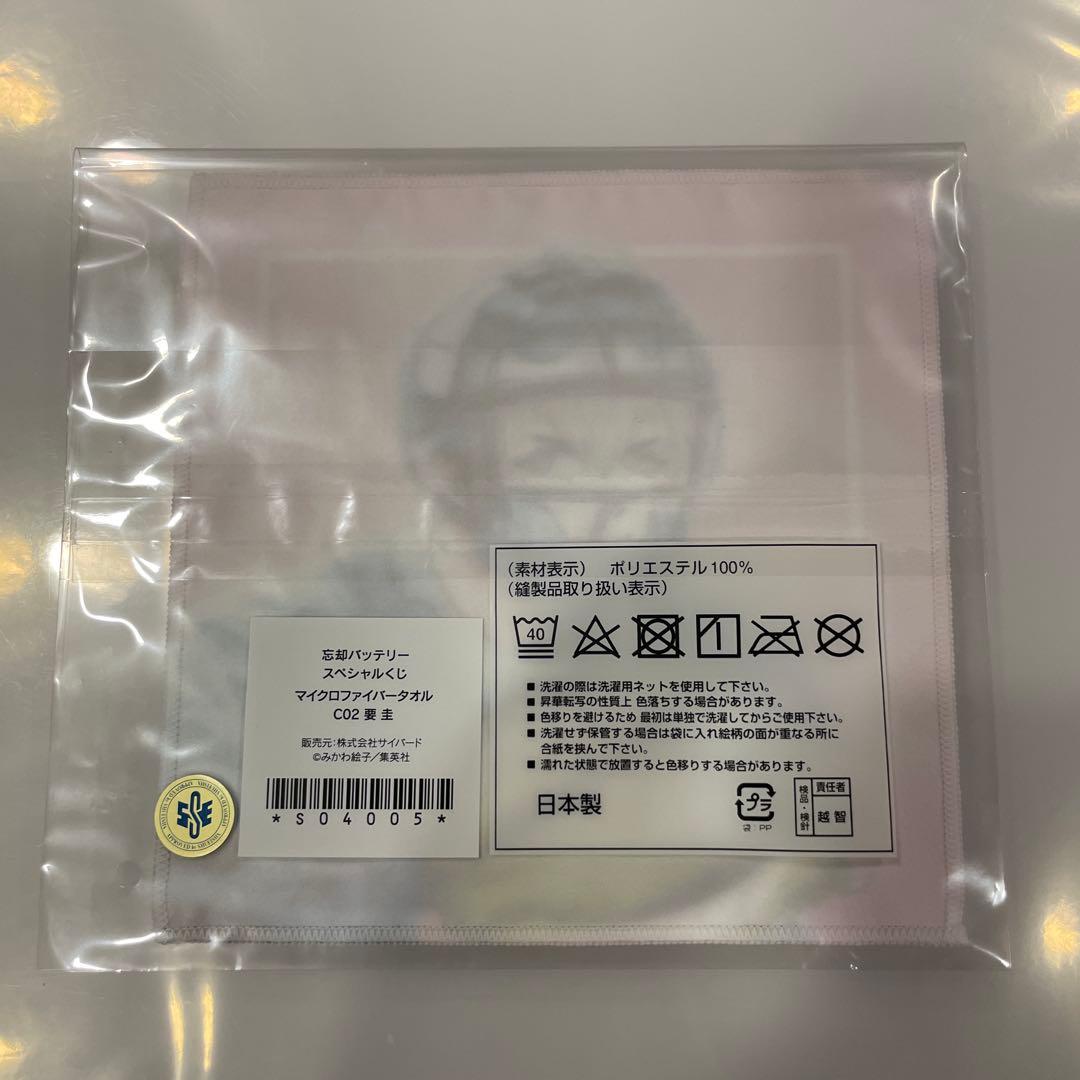 忘却バッテリー
スペシャルくじ
マイクロファイバータオル
C02 要 圭
販売元:株式会社サイバード
©みかわ絵子/集英社
*S04005*
(素材表示) ポリエステル100%
(縫製品取り扱い表示)
40
■ 洗濯の際は洗濯用ネットを使用して下さい。
■ 昇華転写の性質上 色落ちする場合があります。
■ 色移りを避けるため 最初は単独で洗濯してからご使用下さい。
■ 洗濯せず保管する場合は袋に入れ絵柄の面が重なる所に
合紙を挟んで下さい。
■ 濡れた状態で放置すると色移りする場合があります。
日本製
プラ
袋:PP
検品・検針
責任者
越智